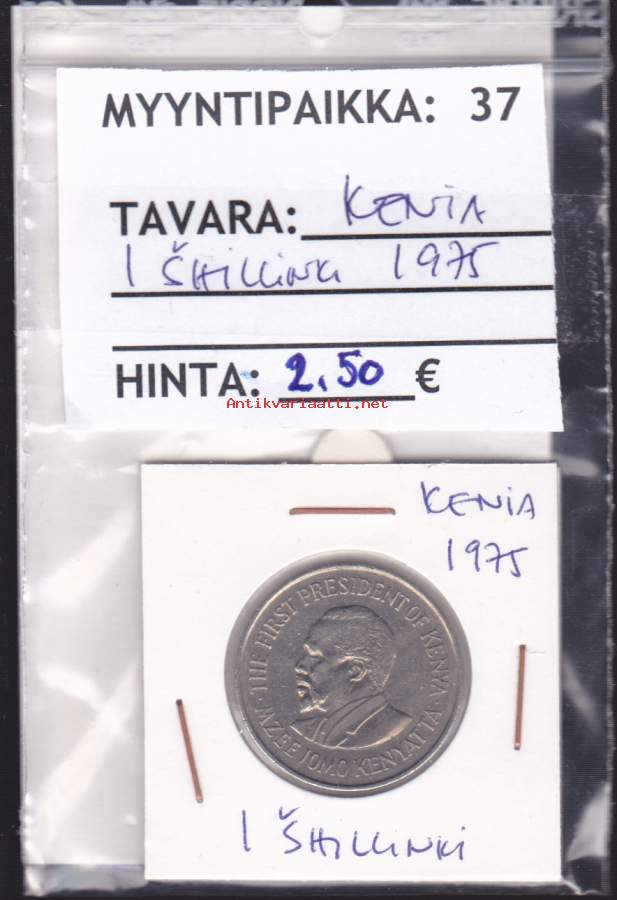 MYYNTIPAIKKA: 37
TAVARA: KENIA
1 ŠHILLINKI 1975
HINTA: 2.50 €
Antikvariaatti.net
KENIA
1975
· THE FIRST PRESIDENT OF KENYA ·
MZEE JOMO KENYATTA
1 ŠHILLINKI